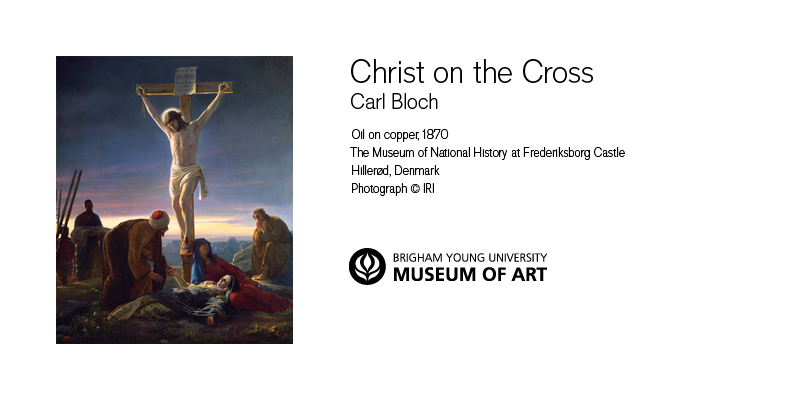 Christ on the Cross
Carl Bloch
Oil on copper, 1870
The Museum of National History at Frederiksborg Castle
Hillerød, Denmark
Photograph © IRI
BRIGHAM YOUNG UNIVERSITY
MUSEUM OF ART